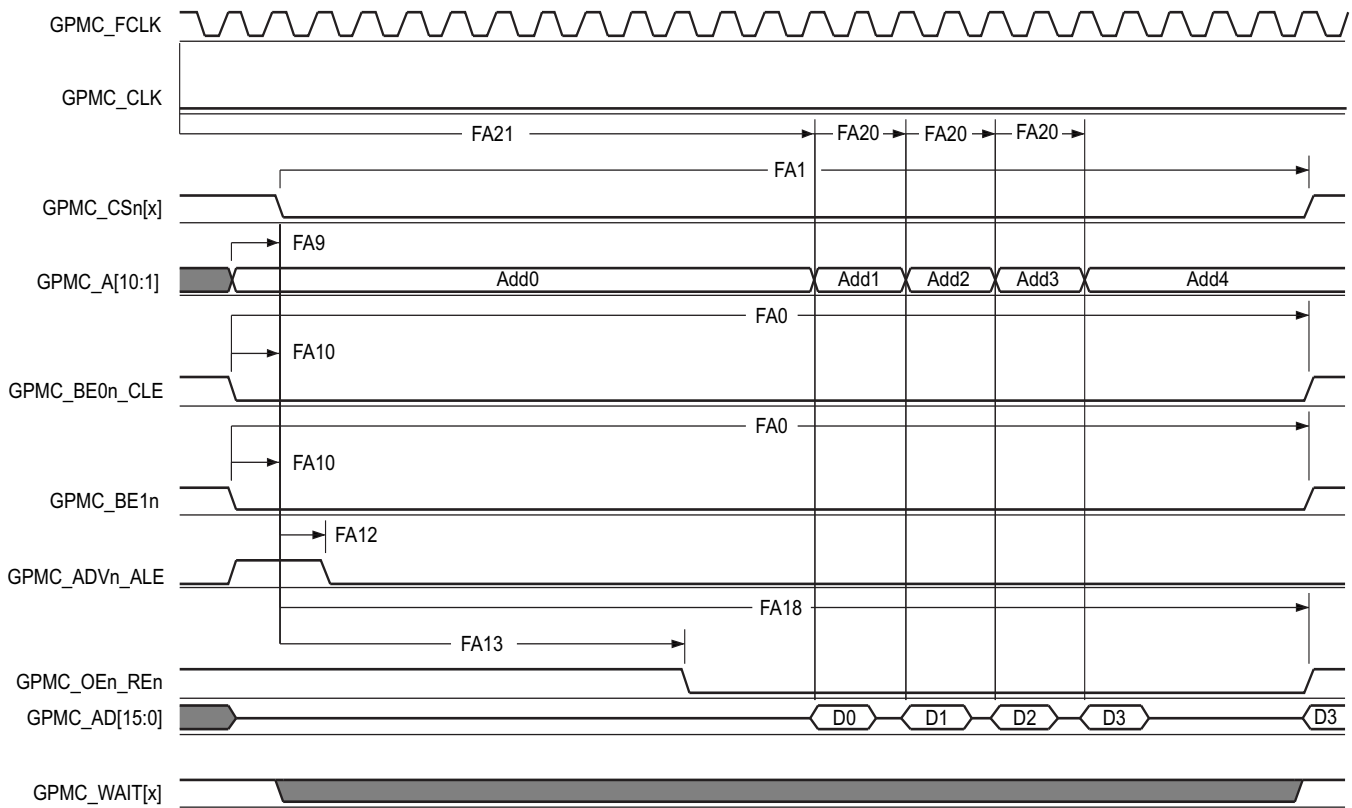 GPMC_FCLK
GPMC_CLK
FA21 FA20 FA20 FA20
FA1
GPMC_CSn[x]
FA9
GPMC_A[10:1] Add0 Add1 Add2 Add3 Add4
FA0
FA10
GPMC_BE0n_CLE
FA0
FA10
GPMC_BE1n
FA12
GPMC_ADVn_ALE
FA18
FA13
GPMC_OEn_REn
GPMC_AD[15:0] D0 D1 D2 D3 D3
GPMC_WAIT[x]